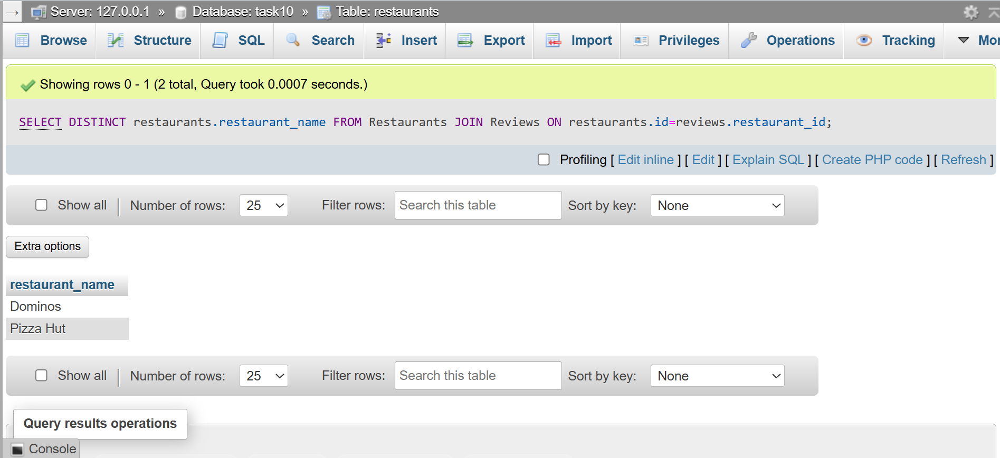 → Server: 127.0.0.1 » Database: task10 » Table: restaurants
Browse Structure SQL Search Insert Export Import Privileges Operations Tracking Mor
Showing rows 0 - 1 (2 total, Query took 0.0007 seconds.)
SELECT DISTINCT restaurants.restaurant_name FROM Restaurants JOIN Reviews ON restaurants.id=reviews.restaurant_id;
Profiling [ Edit inline ] [ Edit ] [ Explain SQL ] [ Create PHP code ] [ Refresh ]
Show all | Number of rows: 25 Filter rows: Search this table Sort by key: None
Extra options
restaurant_name
Dominos
Pizza Hut
Show all | Number of rows: 25 Filter rows: Search this table Sort by key: None
Query results operations
Console